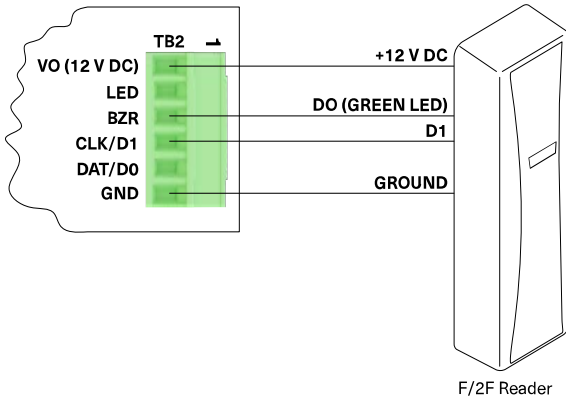 TB2 1
VO (12 V DC)
LED
BZR
CLK/D1
DAT/D0
GND
+12 V DC
DO (GREEN LED)
D1
GROUND
F/2F Reader